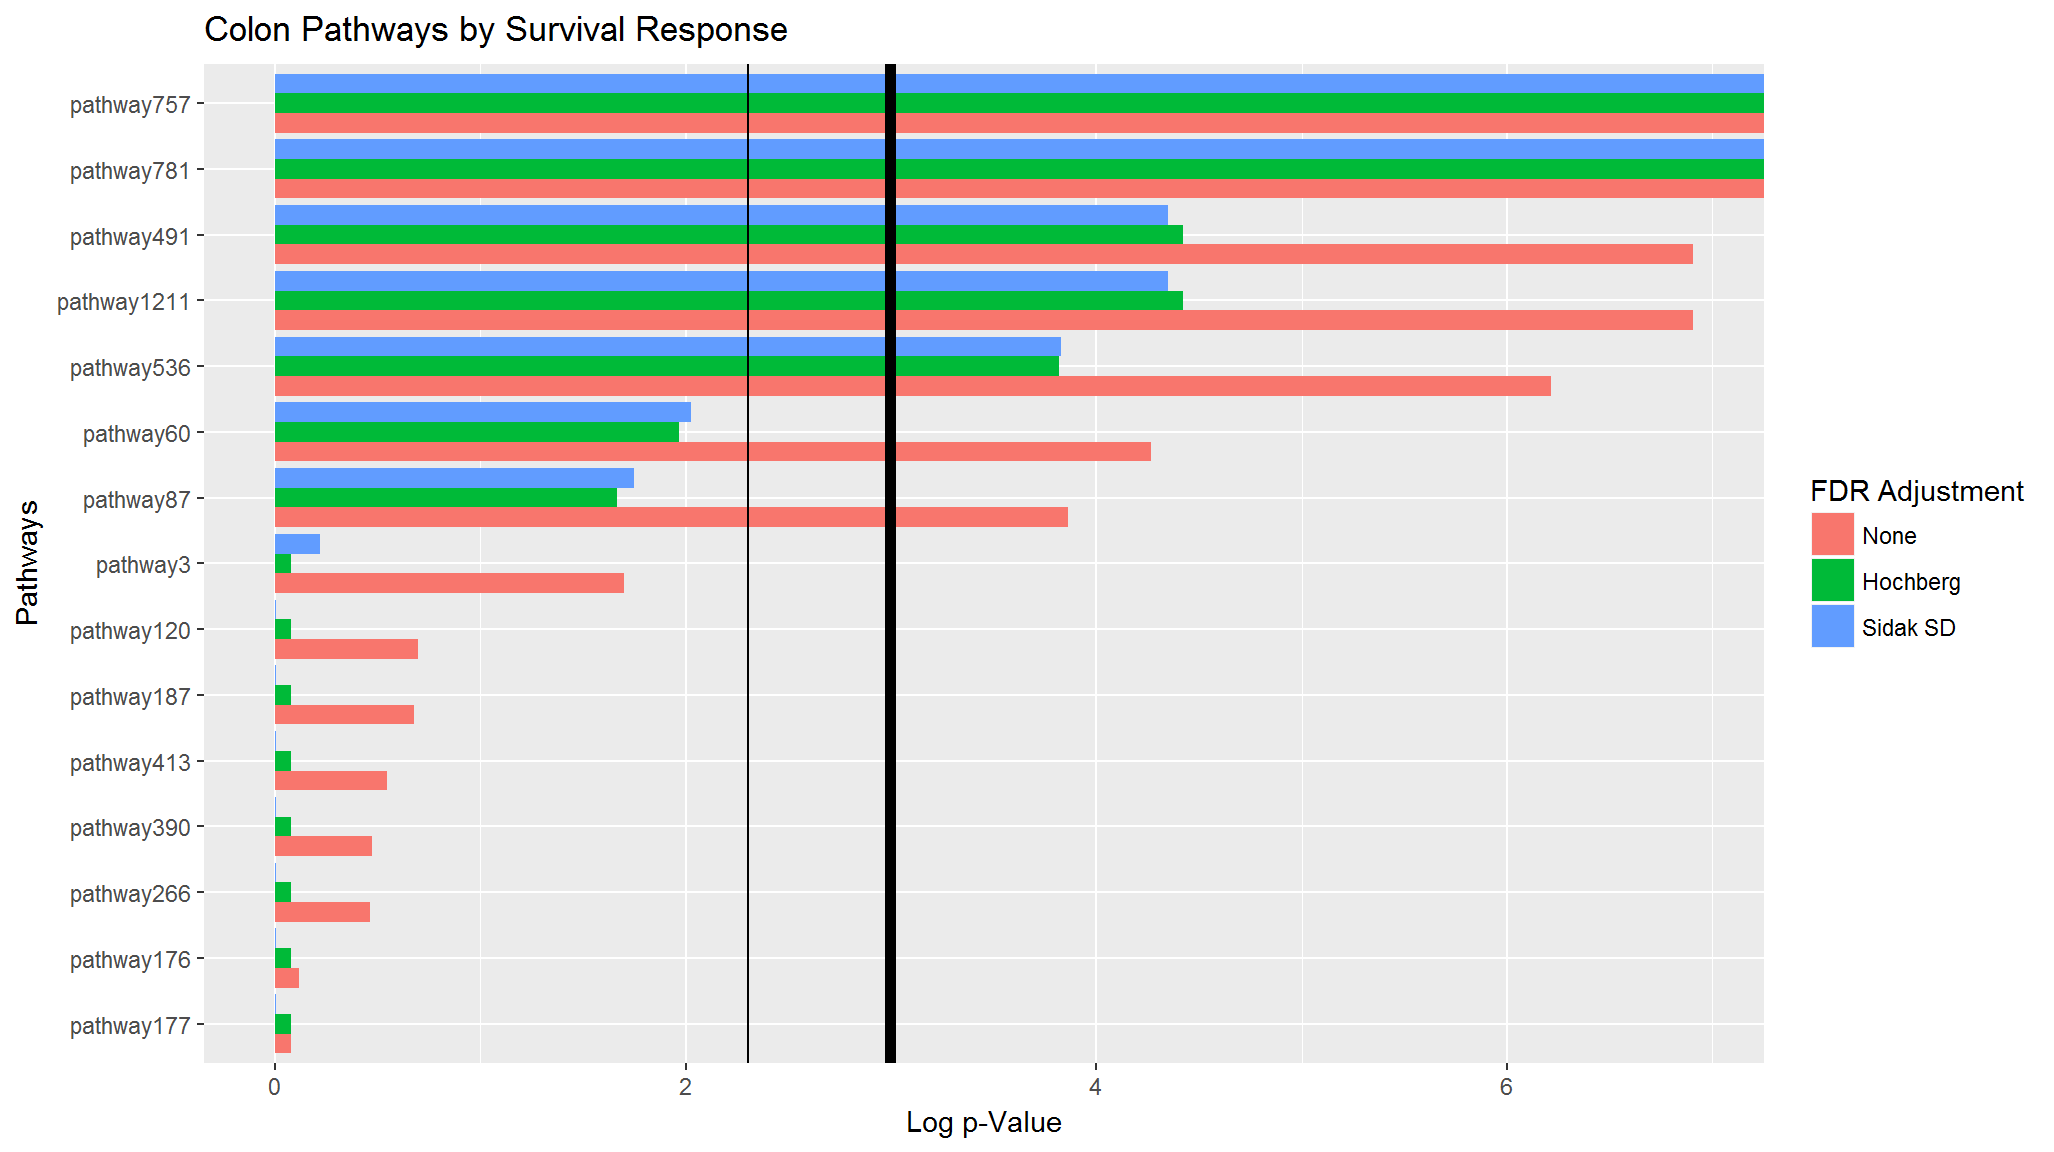 Colon Pathways by Survival Response
pathway757
pathway781
pathway491
pathway1211
pathway536
pathway60
pathway87
pathway3
pathway120
pathway187
pathway413
pathway390
pathway266
pathway176
pathway177
Pathways
0 2 4 6
Log p-Value
FDR Adjustment
None
Hochberg
Sidak SD